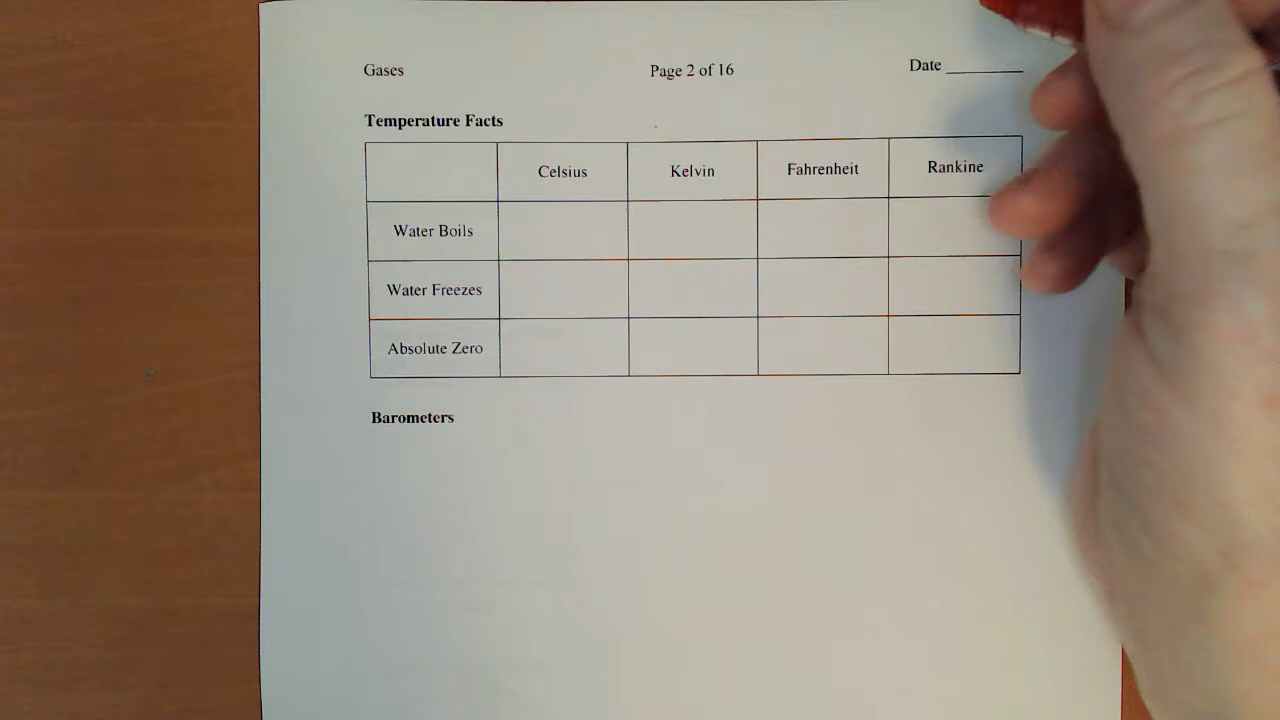 Gases Page 2 of 16 Date ________
Temperature Facts
Celsius Kelvin Fahrenheit Rankine
Water Boils
Water Freezes
Absolute Zero
Barometers